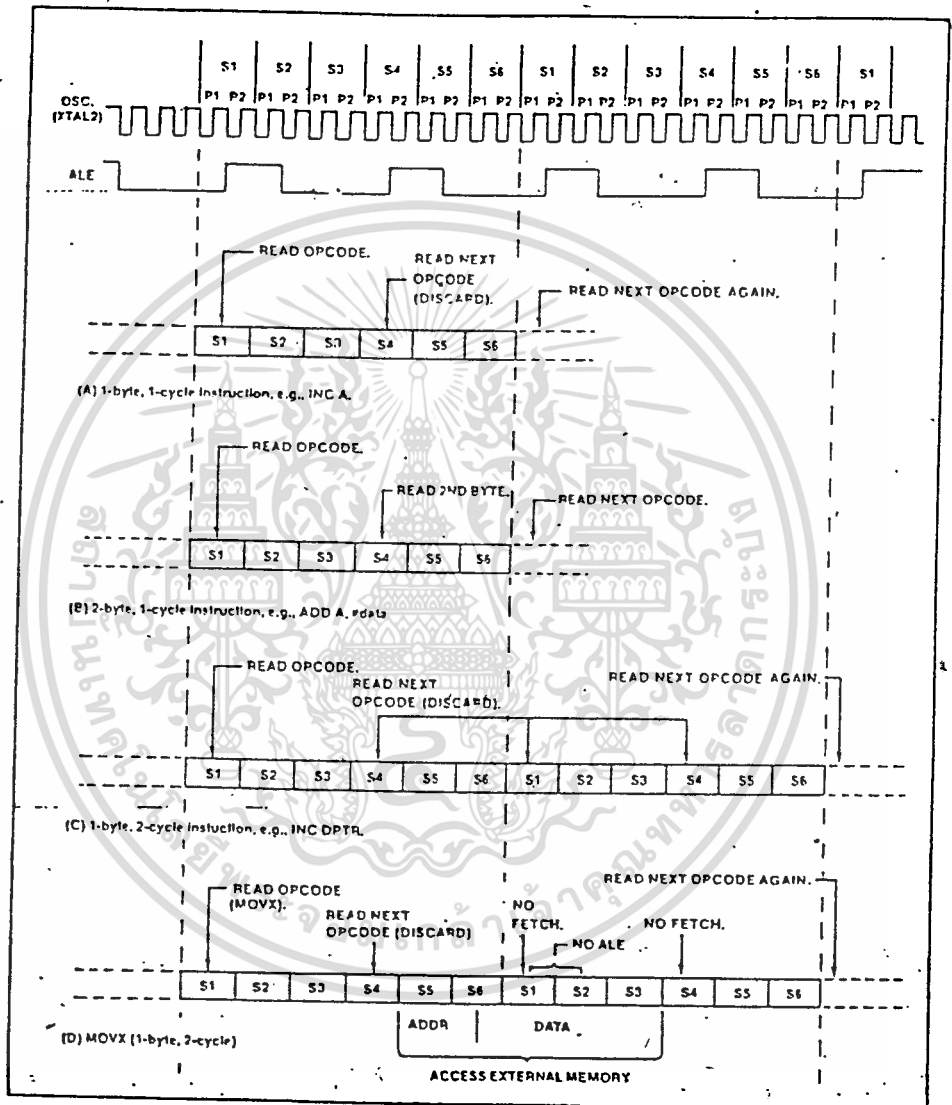 S1 S2 S3 S4 S5 S6 S1 S2 S3 S4 S5 S6 S1
P1 P2 P1 P2 P1 P2 P1 P2 P1 P2 P1 P2 P1 P2 P1 P2 P1 P2 P1 P2 P1 P2 P1 P2 P1 P2
OSC.
(XTAL2)
ALE
READ OPCODE.
READ NEXT
OPCODE
(DISCARD).
READ NEXT OPCODE AGAIN.
S1 S2 S3 S4 S5 S6
(A) 1-byte, 1-cycle instruction, e.g., INC A.
READ OPCODE.
READ 2ND BYTE.
READ NEXT OPCODE.
S1 S2 S3 S4 S5 S6
(B) 2-byte, 1-cycle instruction, e.g., ADD A, #data
READ OPCODE.
READ NEXT
OPCODE (DISCARD).
READ NEXT OPCODE AGAIN.
S1 S2 S3 S4 S5 S6 S1 S2 S3 S4 S5 S6
(C) 1-byte, 2-cycle instuction, e.g., INC DPTR.
READ OPCODE
(MOVX).
READ NEXT
OPCODE (DISCARD)
NO
FETCH.
NO ALE
NO FETCH.
READ NEXT OPCODE AGAIN.
S1 S2 S3 S4 S5 S6 S1 S2 S3 S4 S5 S6
ADDR DATA
(D) MOVX (1-byte, 2-cycle)
ACCESS EXTERNAL MEMORY